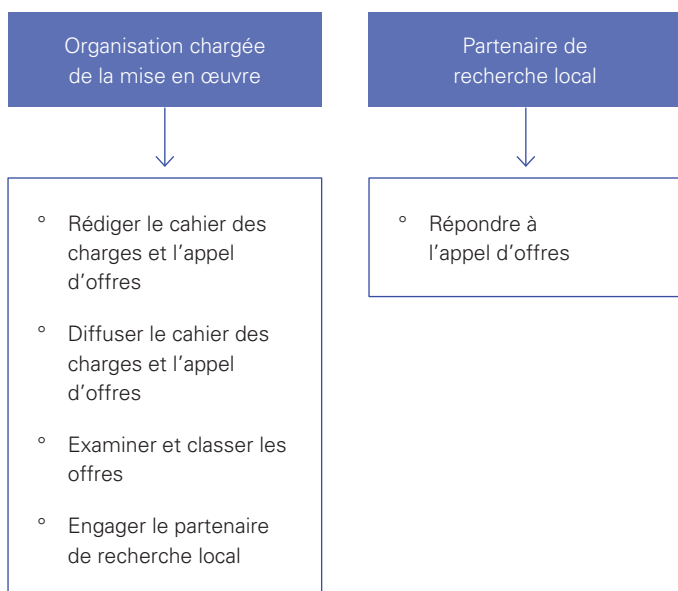 Organisation chargée
de la mise en œuvre
° Rédiger le cahier des
charges et l’appel
d’offres
° Diffuser le cahier des
charges et l’appel
d’offres
° Examiner et classer les
offres
° Engager le partenaire
de recherche local
Partenaire de
recherche local
° Répondre à
l’appel d’offres